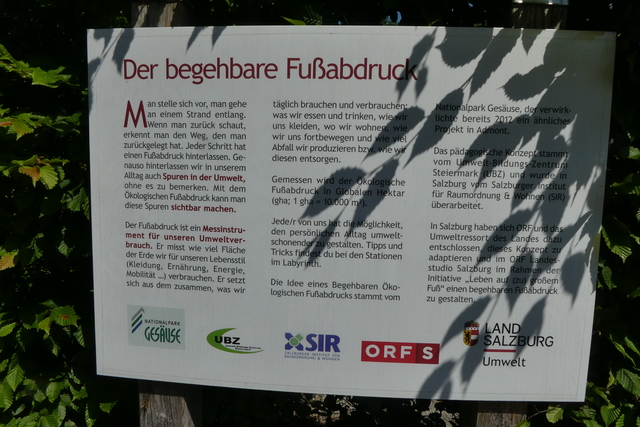 Der begehbare Fußabdruck
Man stelle sich vor, man gehe
an einem Strand entlang.
Wenn man zurück schaut,
erkennt man den Weg, den man
zurückgelegt hat. Jeder Schritt hat
einen Fußabdruck hinterlassen. Ge-
nauso hinterlassen wir in unserem
Alltag auch Spuren in der Umwelt,
ohne es zu bemerken. Mit dem
Ökologischen Fußabdruck kann man
diese Spuren sichtbar machen.
Der Fußabdruck ist ein Messinstru-
ment für unseren Umweltver-
brauch. Er misst wie viel Fläche
der Erde wir für unseren Lebensstil
(Kleidung, Ernährung, Energie,
Mobilität ...) verbrauchen. Er setzt
sich aus dem zusammen, was wir
täglich brauchen und verbrauchen:
was wir essen und trinken, wie wir
uns kleiden, wo wir wohnen, wie
wir uns fortbewegen und wie viel
Abfall wir produzieren bzw. wie wir
diesen entsorgen.
Gemessen wird der Ökologische
Fußabdruck in Globalen Hektar
(gha; 1 gha = 10.000 m²).
Jede/r von uns hat die Möglichkeit,
den persönlichen Alltag umwelt-
schonender zu gestalten. Tipps und
Tricks findest du bei den Stationen
im Labyrinth.
Die Idee eines Begehbaren Öko-
logischen Fußabdrucks stammt vom
Nationalpark Gesäuse, der verwirk-
lichte bereits 2012 ein ähnliches
Projekt in Admont.
Das pädagogische Konzept stammt
vom Umwelt-Bildungs-Zentrum
Steiermark (UBZ) und wurde in
Salzburg vom Salzburger Institut
für Raumordnung & Wohnen (SIR)
überarbeitet.
In Salzburg haben sich ORF und das
Umweltressort des Landes dazu
entschlossen, dieses Konzept zu
adaptieren und im ORF Landes-
studio Salzburg im Rahmen der
Initiative „Leben auf (zu) großem
Fuß" einen begehbaren Fußabdruck
zu gestalten.
NATIONALPARK
GESÄUSE
UBZ
SIR
SALZBURGER INSTITUT FÜR
RAUMORDNUNG & WOHNEN
ORF S
LAND
SALZBURG
Umwelt